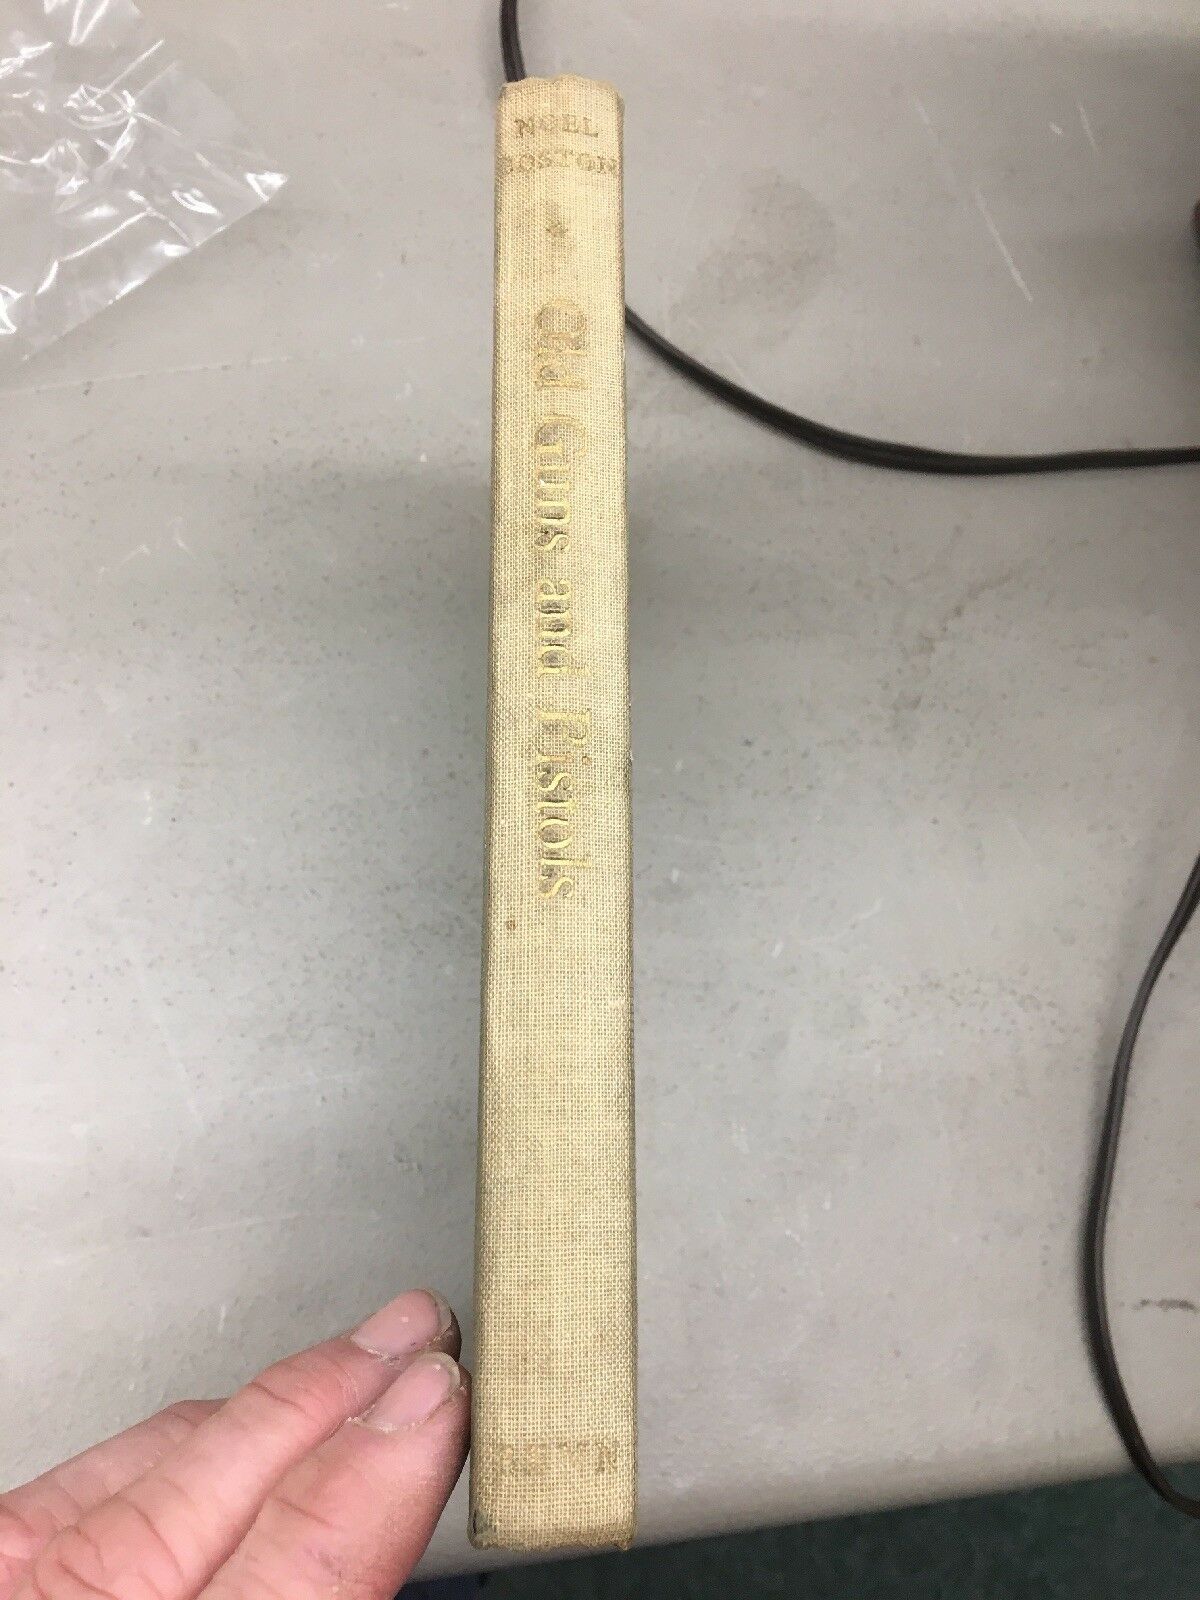 NOEL
BOSTON
Old Guns and Pistols